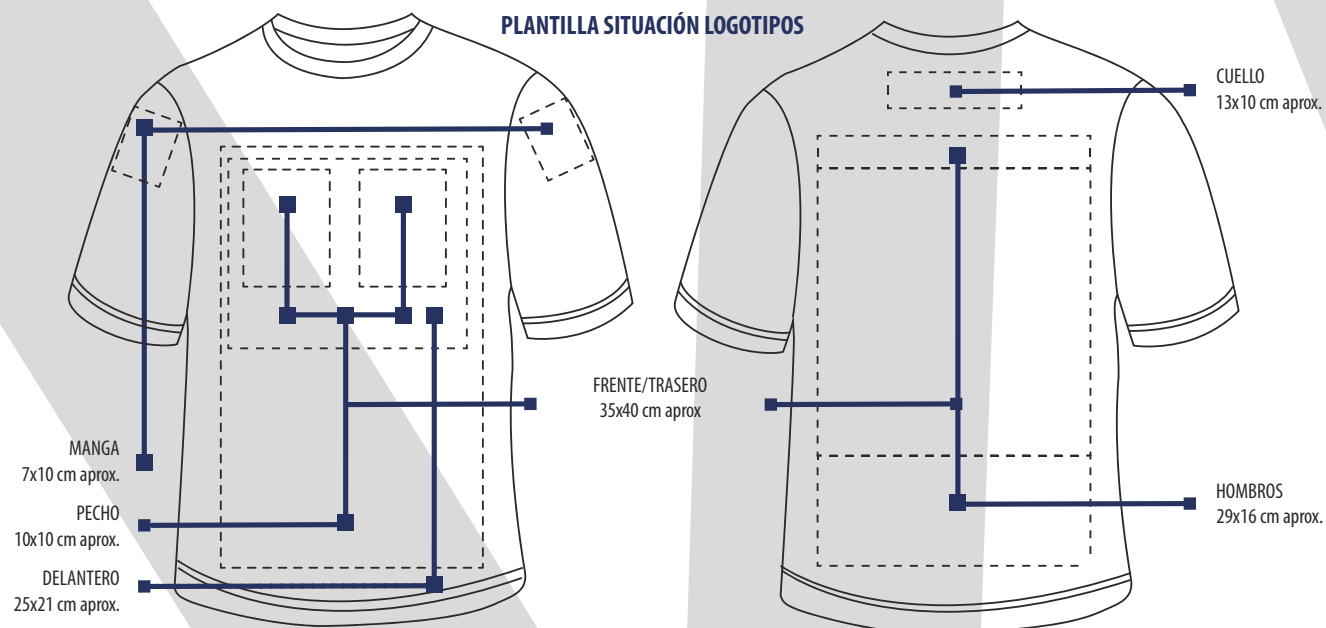 PLANTILLA SITUACIÓN LOGOTIPOS
CUELLO
13x10 cm aprox.
FRENTE/TRASERO
35x40 cm aprox
MANGA
7x10 cm aprox.
PECHO
10x10 cm aprox.
DELANTERO
25x21 cm aprox.
HOMBROS
29x16 cm aprox.